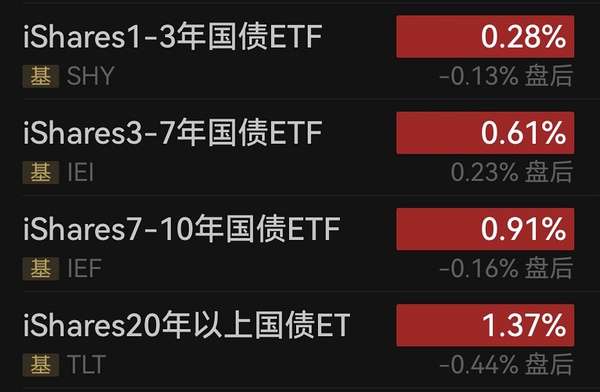 iShares1-3年国债ETF 0.28%
基 SHY -0.13% 盘后
iShares3-7年国债ETF 0.61%
基 IEI 0.23% 盘后
iShares7-10年国债ETF 0.91%
基 IEF -0.16% 盘后
iShares20年以上国债ET 1.37%
基 TLT -0.44% 盘后